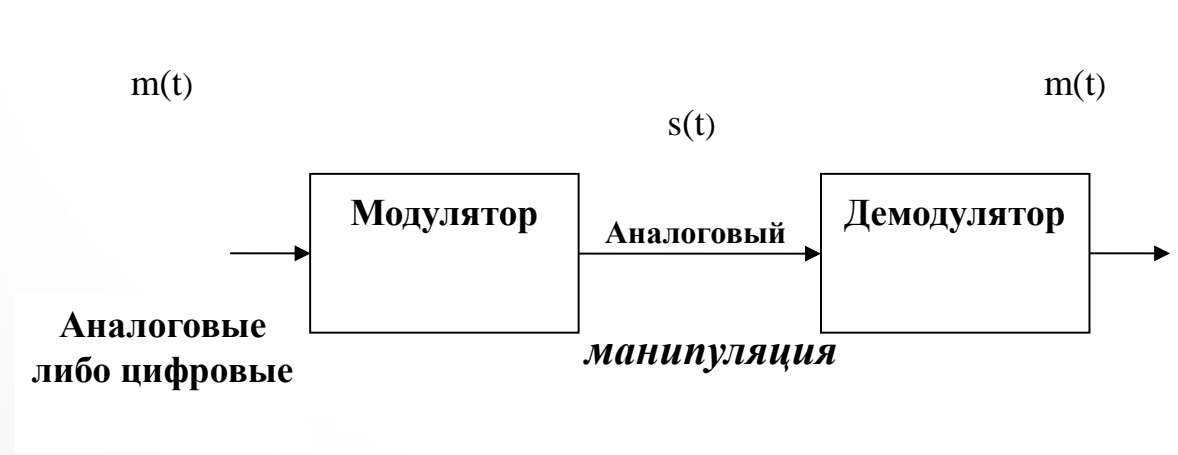 m(t)
m(t)
s(t)
Модулятор
Демодулятор
Аналоговый
Аналоговые
либо цифровые
манипуляция